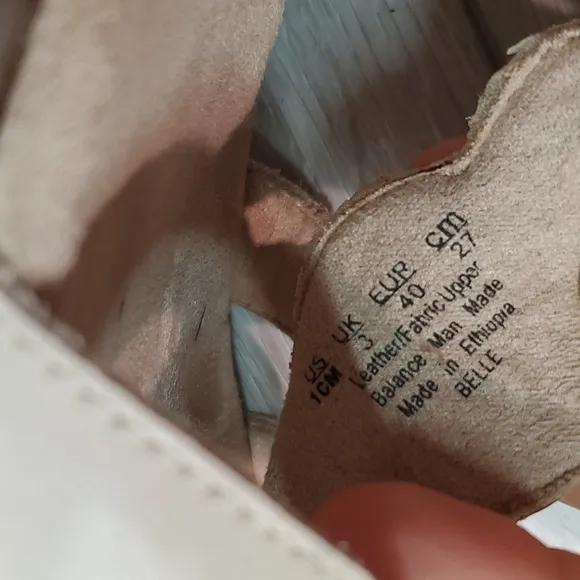 US UK EUR cm
1CM 3 40 27
Leather/Fabric Upper
Balance Man Made
Made in Ethiopia
BELLE